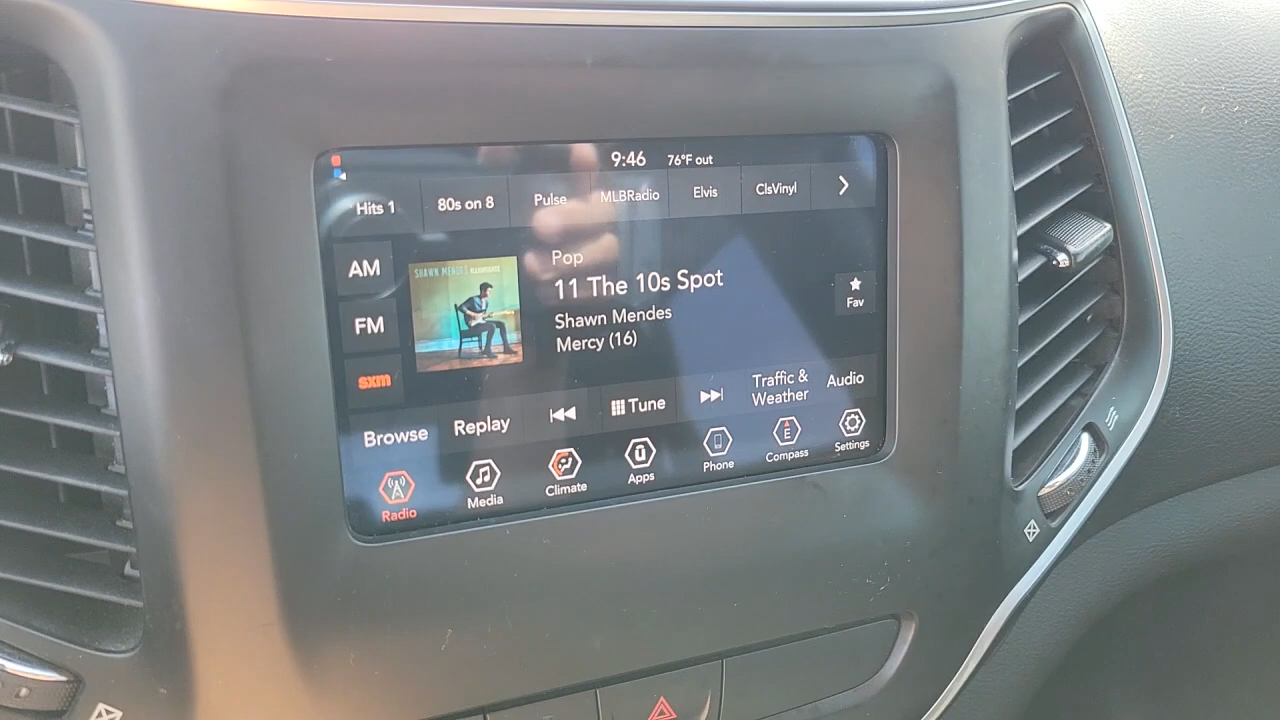 9:46 76°F out
Hits 1 80s on 8 Pulse MLBRadio Elvis ClsVinyl
AM
FM
sxm
SHAWN MENDES ILLUMINATE
Pop
11 The 10s Spot
Shawn Mendes
Mercy (16)
Fav
Browse Replay Tune Traffic & Weather Audio
Radio Media Climate Apps Phone E Compass Settings